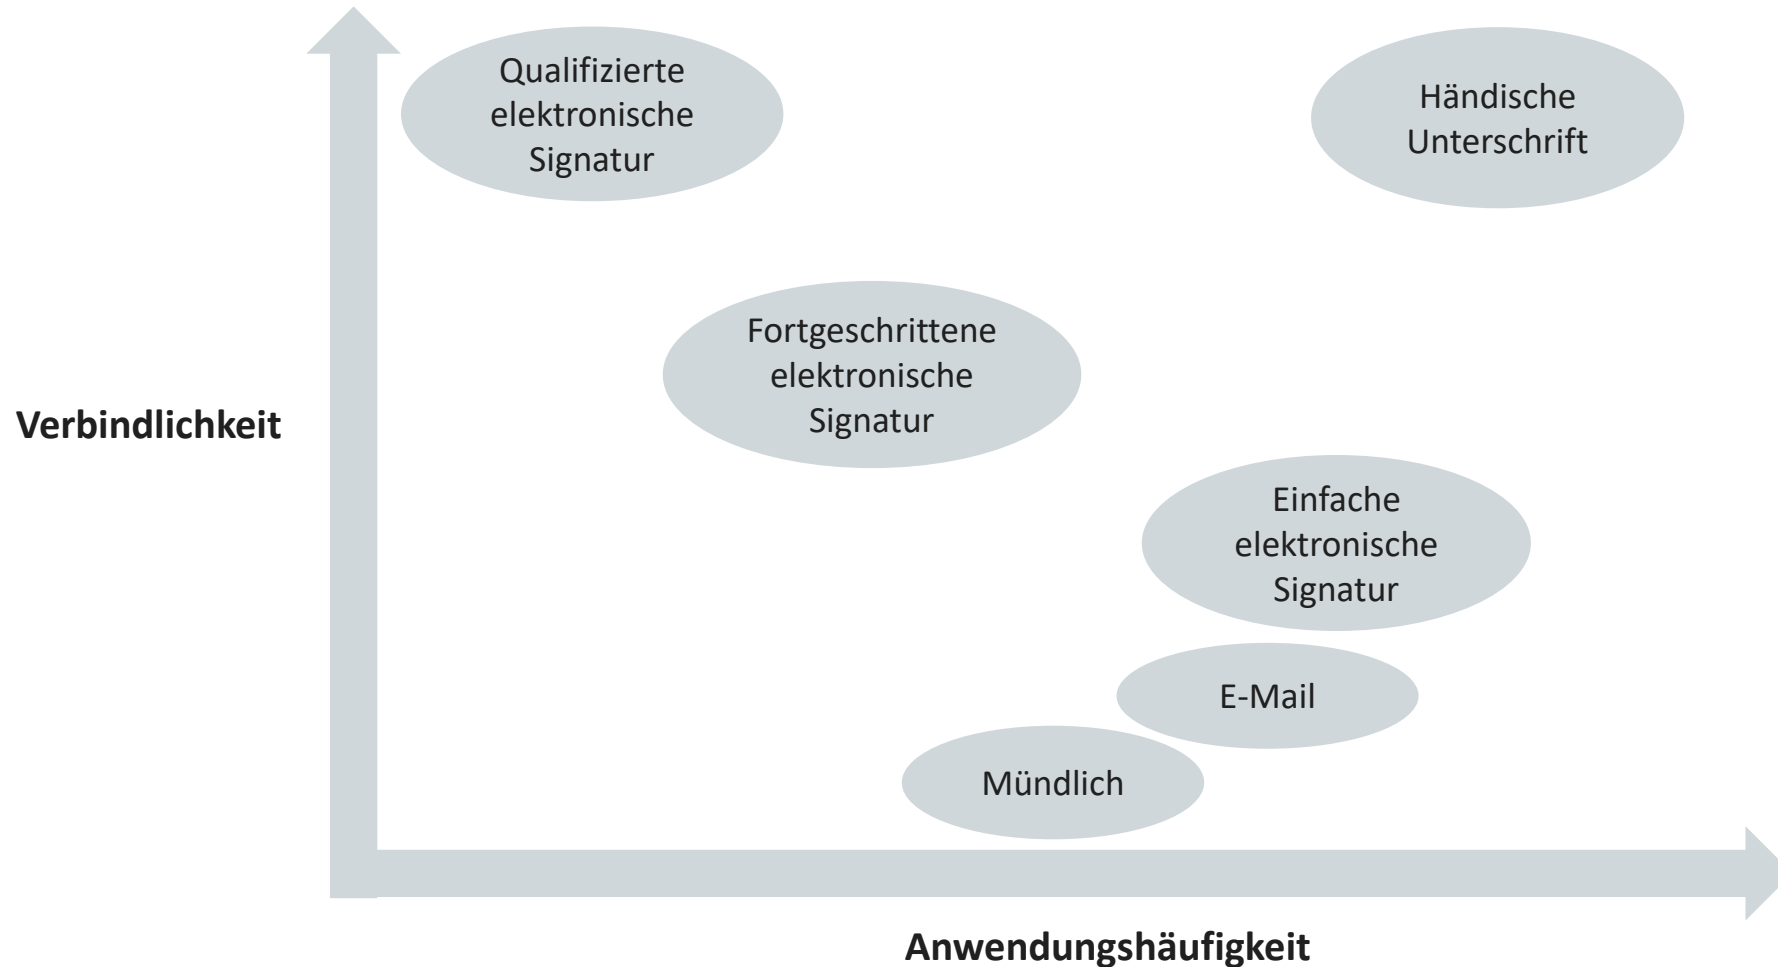 Qualifizierte
elektronische
Signatur
Händische
Unterschrift
Fortgeschrittene
elektronische
Signatur
Verbindlichkeit
Einfache
elektronische
Signatur
E-Mail
Mündlich
Anwendungshäufigkeit